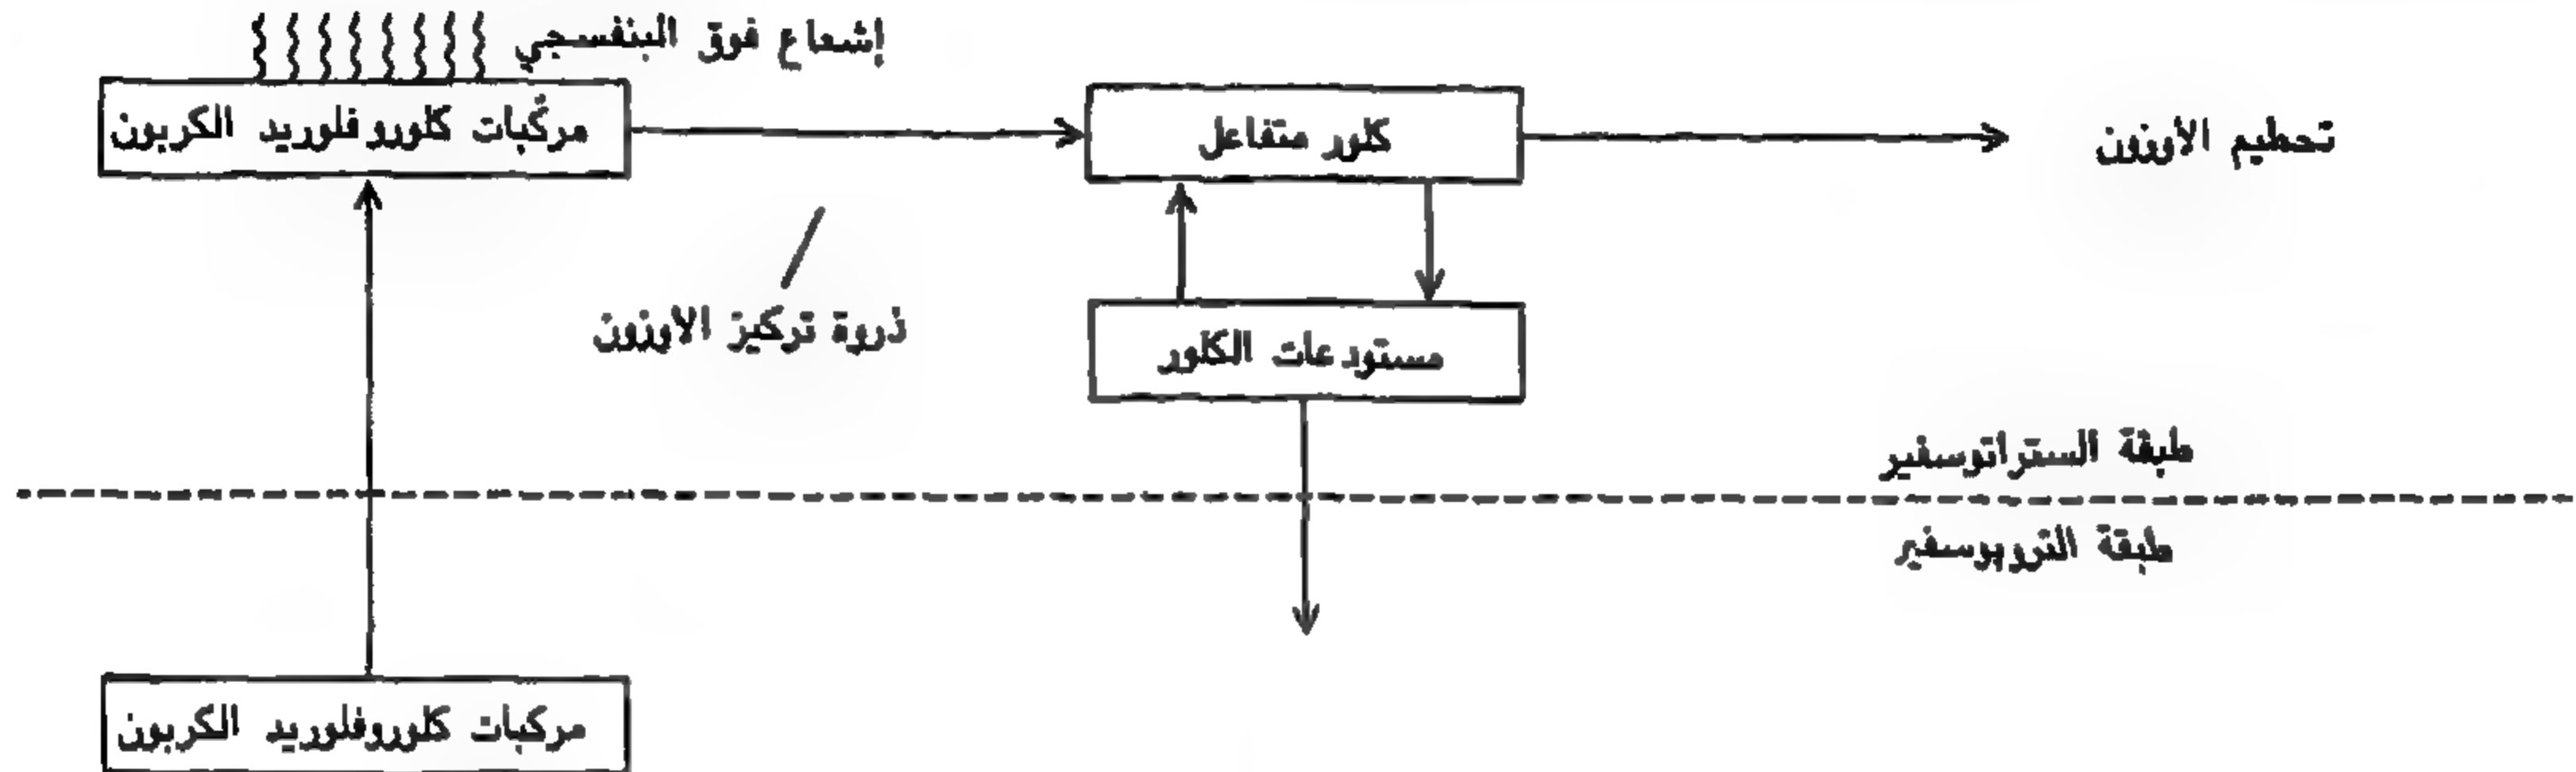 إشعاع فوق البنفسجي
مركّبات كلوروفلوريد الكربون
كلور متفاعل
تحطيم الأوزون
ذروة تركيز الاوزون
مستودعات الكلور
طبقة الستراتوسفير
طبقة التروبوسفير
مركبات كلوروفلوريد الكربون